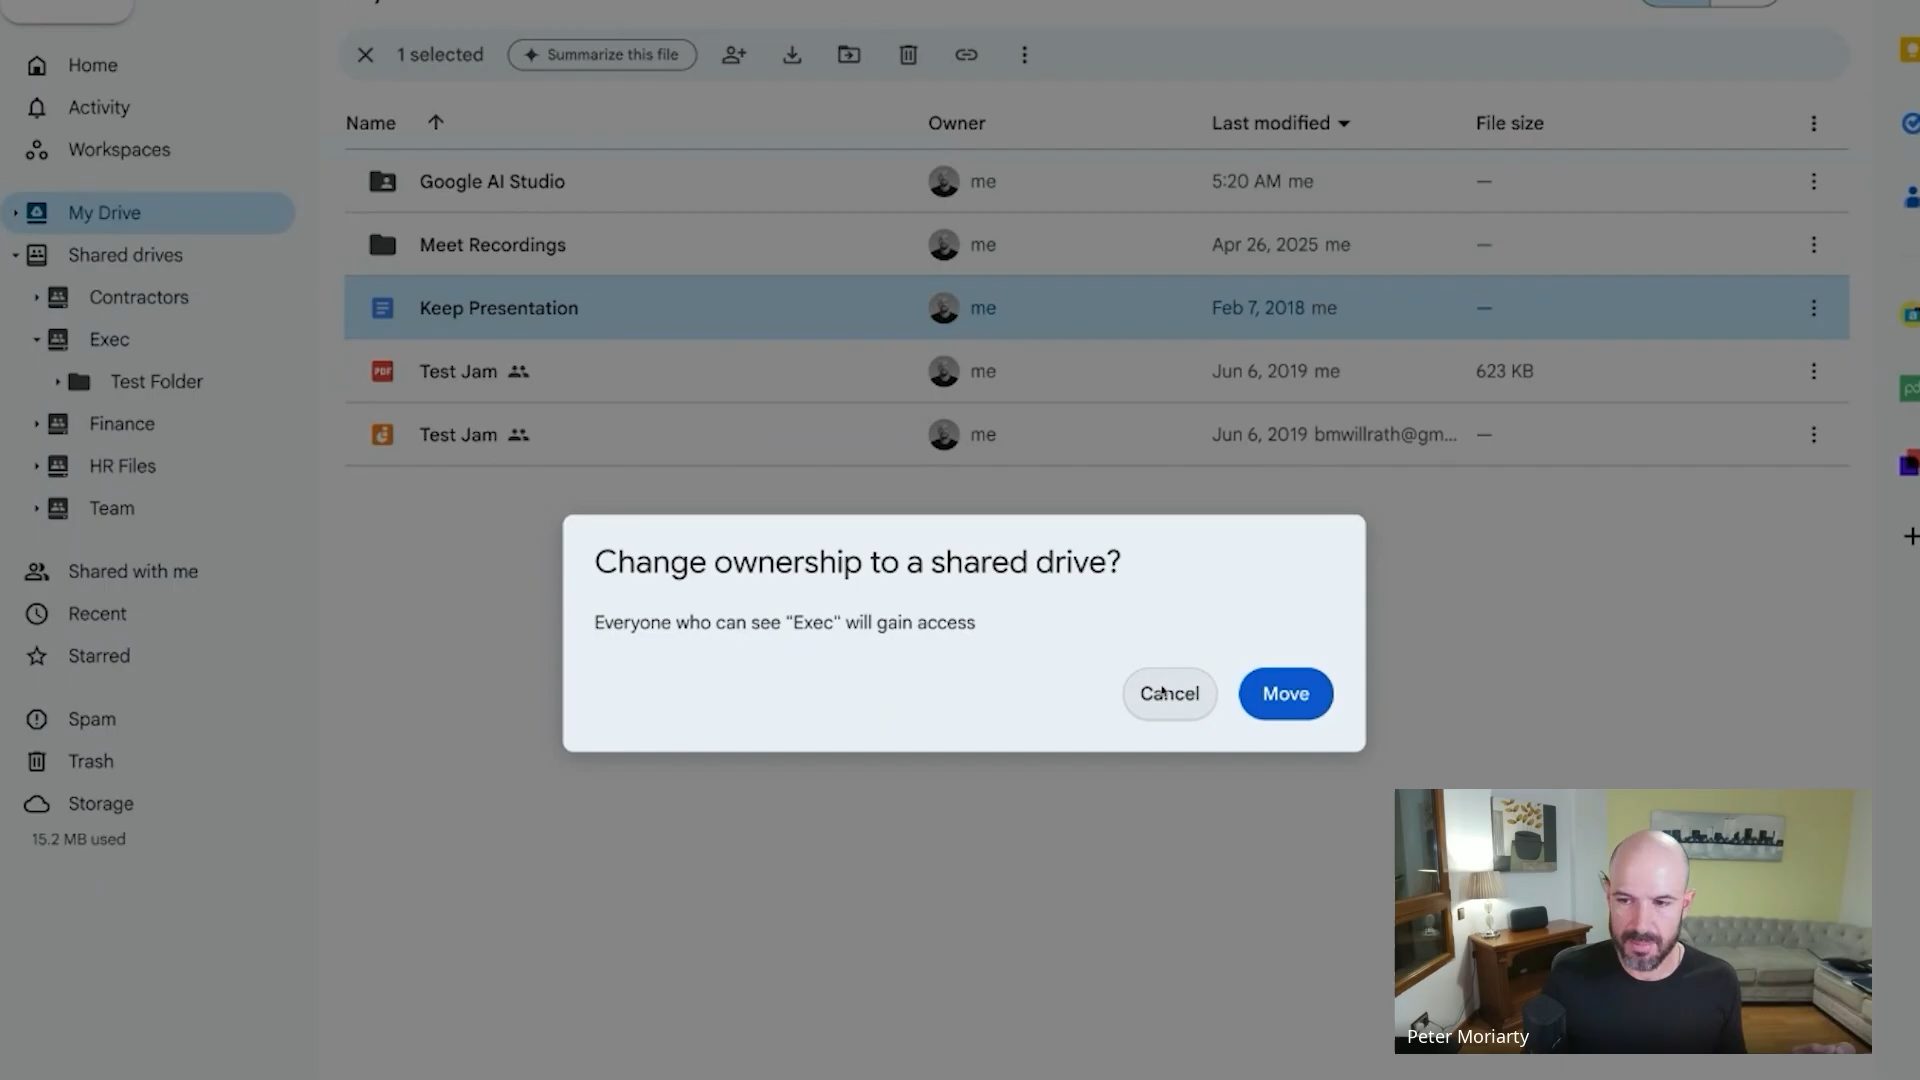 1 selected
Summarize this file
Home
Activity
Workspaces
My Drive
Shared drives
Contractors
Exec
Test Folder
Finance
HR Files
Team
Shared with me
Recent
Starred
Spam
Trash
Storage
15.2 MB used
Name
Owner
Last modified
File size
Google AI Studio
me
5:20 AM me
—
Meet Recordings
me
Apr 26, 2025 me
—
Keep Presentation
me
Feb 7, 2018 me
—
PDF
Test Jam
me
Jun 6, 2019 me
623 KB
Test Jam
me
Jun 6, 2019 bmwillrath@gm...
—
Change ownership to a shared drive?
Everyone who can see "Exec" will gain access
Cancel
Move
Peter Moriarty